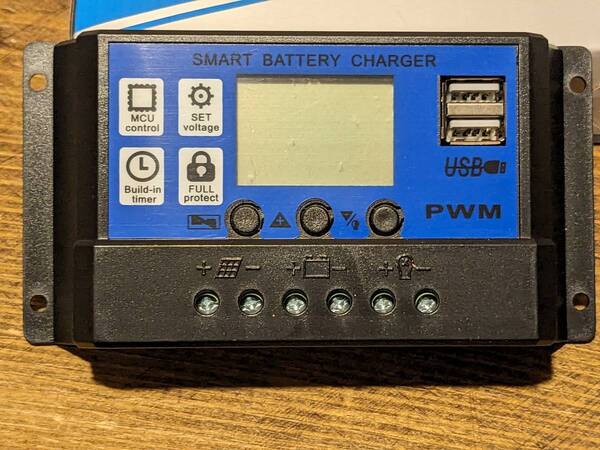 SMART BATTERY CHARGER
MCU
control
SET
voltage
Build-in
timer
FULL
protect
USB
PWM
+ -
+ -
+ -